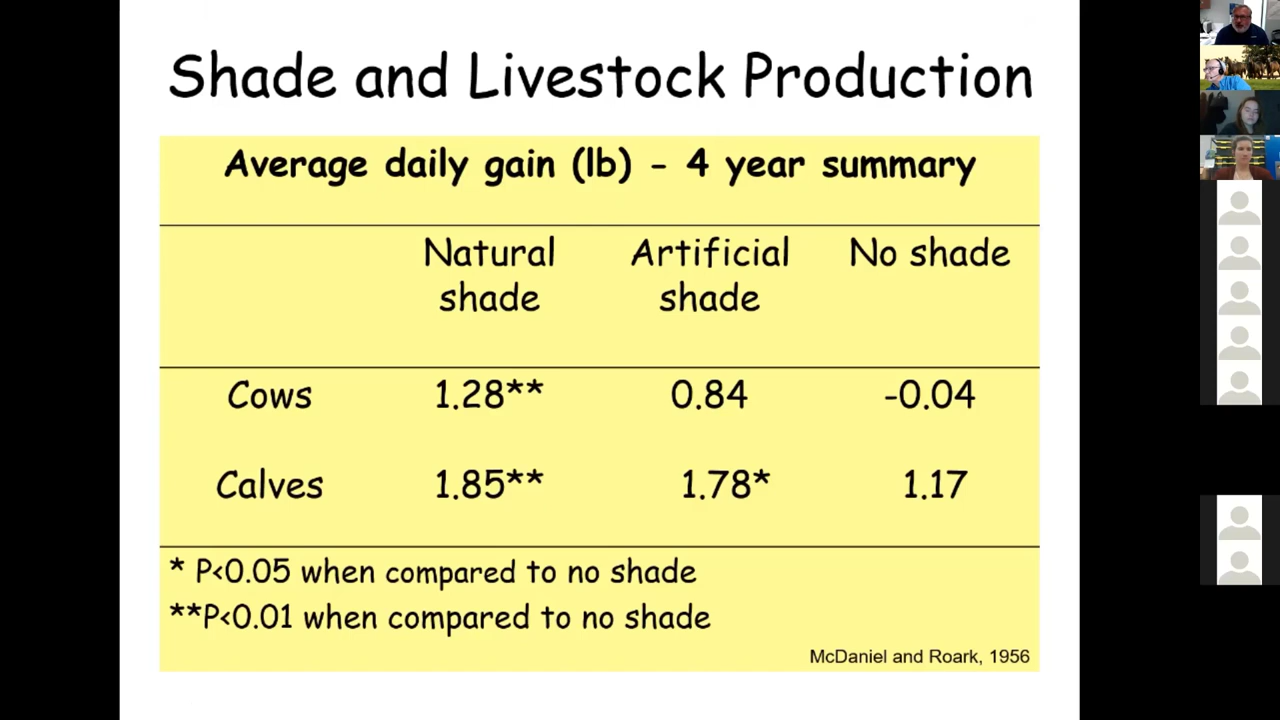 Shade and Livestock Production
Average daily gain (lb) - 4 year summary
Natural shade Artificial shade No shade
Cows 1.28** 0.84 -0.04
Calves 1.85** 1.78* 1.17
* P<0.05 when compared to no shade
**P<0.01 when compared to no shade
McDaniel and Roark, 1956